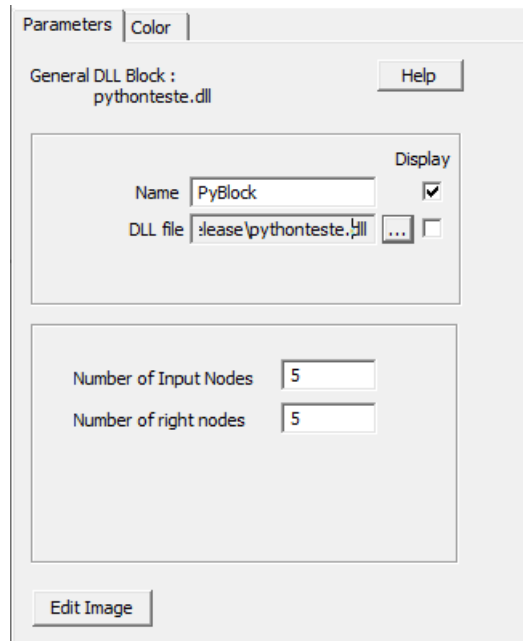 Parameters Color
General DLL Block :
pythonteste.dll
Help
Display
Name PyBlock
DLL file elease\pythonteste.dll ...
Number of Input Nodes 5
Number of right nodes 5
Edit Image